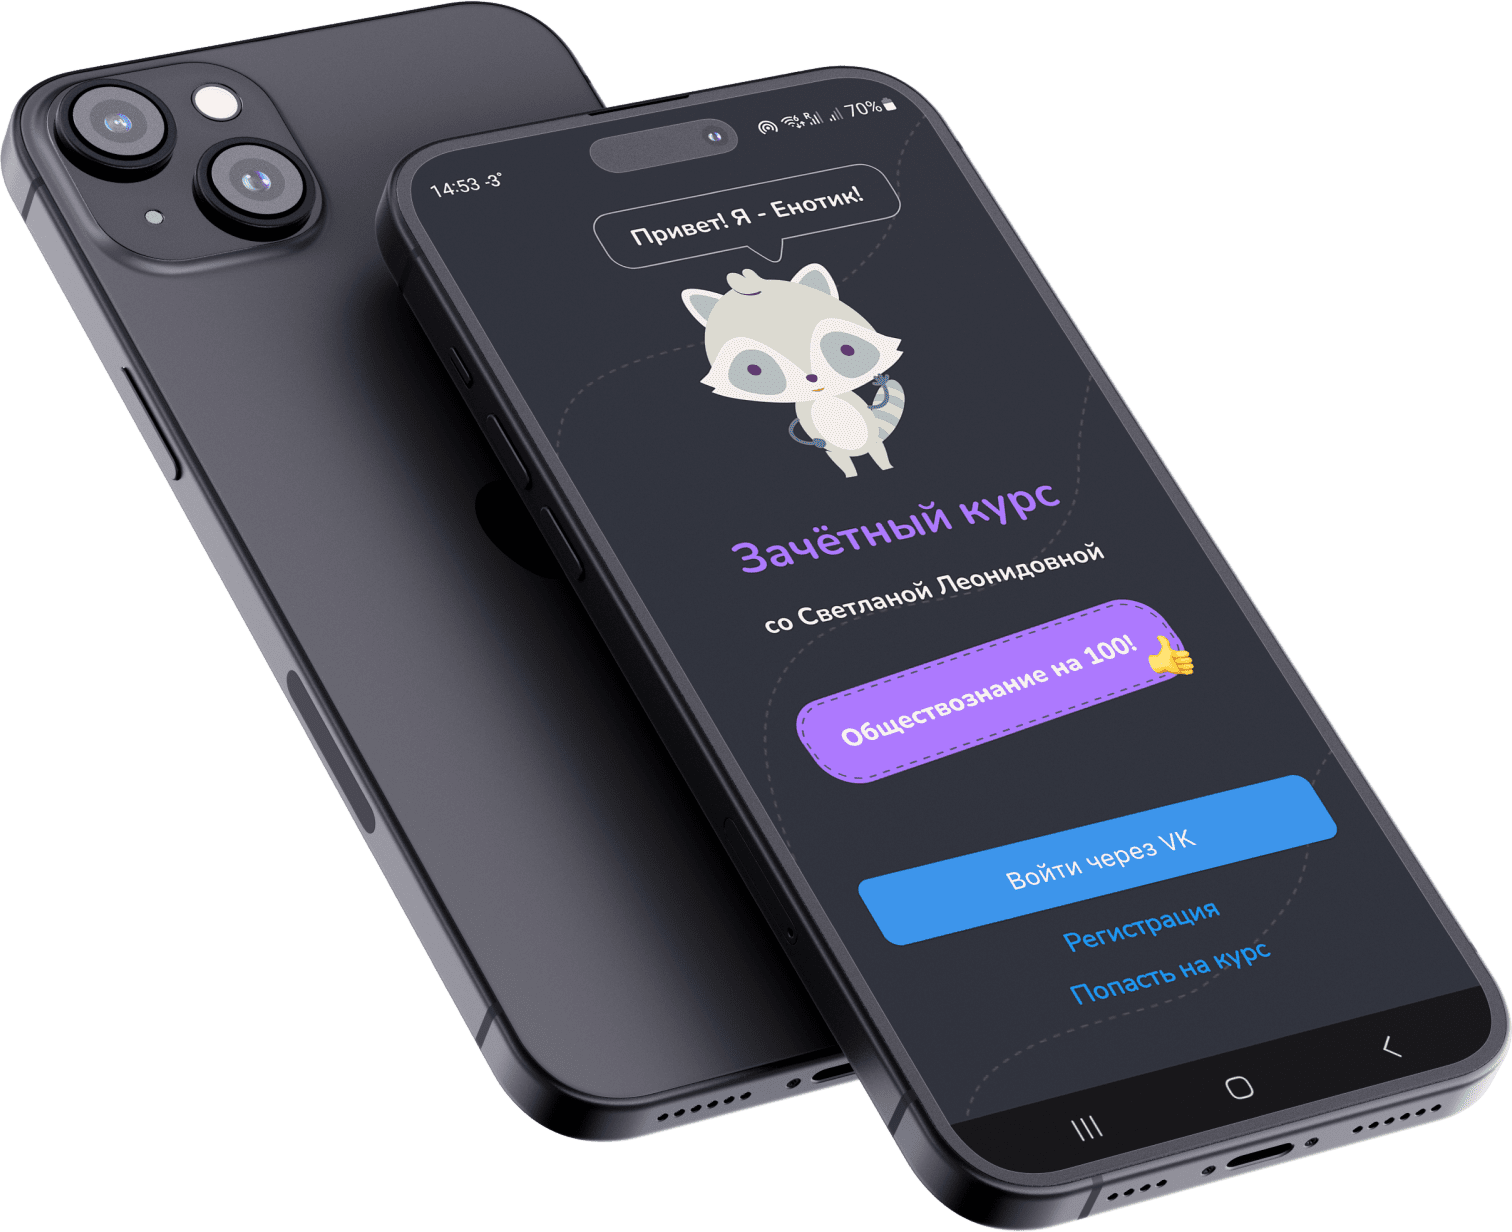 14:53 -3°
R 70%
Привет! Я - Енотик!
Зачётный курс
со Светланой Леонидовной
Обществознание на 100!
Войти через VK
Регистрация
Попасть на курс